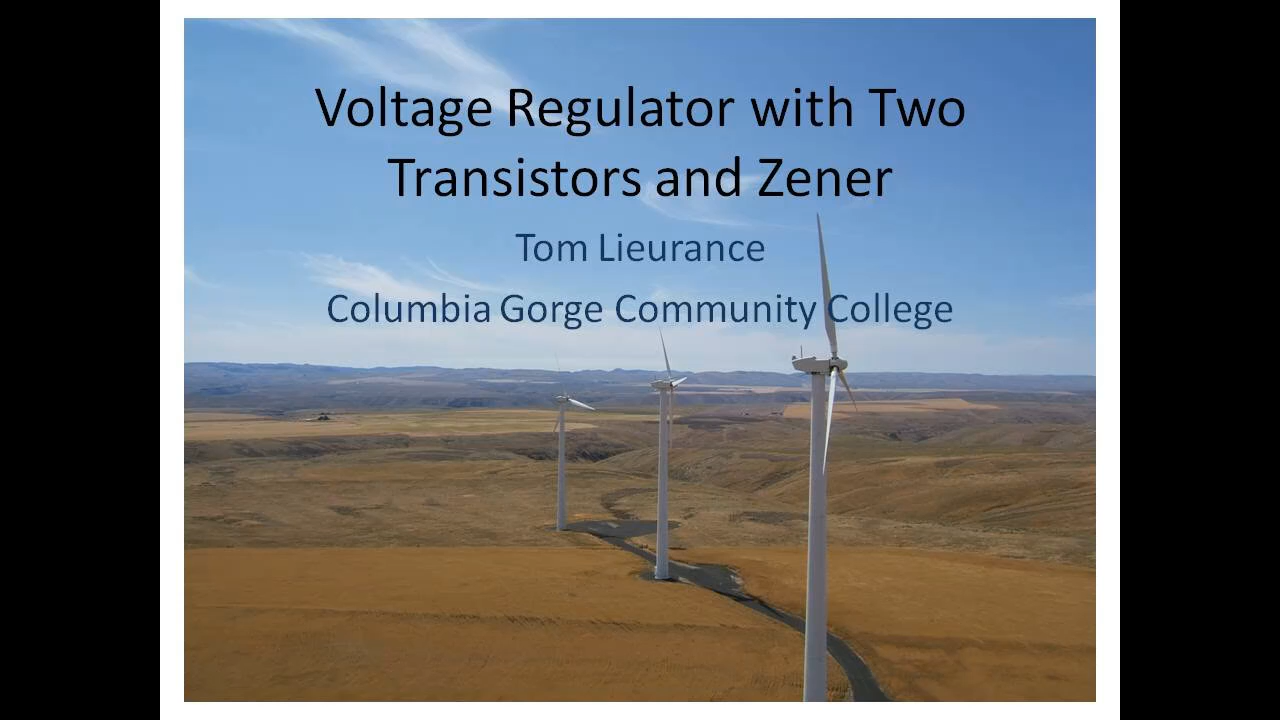 Voltage Regulator with Two
Transistors and Zener
Tom Lieurance
Columbia Gorge Community College